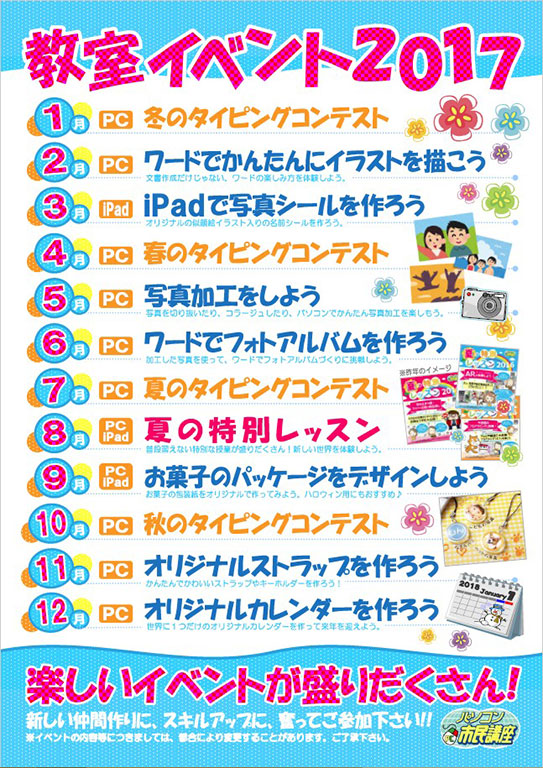 教室イベント2017
1月 PC 冬のタイピングコンテスト
2月 PC ワードでかんたんにイラストを描こう
文書作成だけじゃない、ワードの楽しみ方を体験しよう。
3月 iPad iPadで写真シールを作ろう
オリジナルの似顔絵イラスト入りの名前シールを作ろう。
4月 PC 春のタイピングコンテスト
5月 PC 写真加工をしよう
写真を切り抜いたり、コラージュしたり、パソコンでかんたん写真加工を楽しもう。
6月 PC ワードでフォトアルバムを作ろう
加工した写真を使って、ワードでフォトアルバムづくりに挑戦しよう。
※昨年のイメージ
7月 PC 夏のタイピングコンテスト
8月 PC iPad 夏の特別レッスン
普段習えない特別な授業が盛りだくさん!新しい世界を体験しよう。
9月 PC iPad お菓子のパッケージをデザインしよう
お菓子の包装紙をオリジナルで作ってみよう。ハロウィン用にもおすすめ♪
10月 PC 秋のタイピングコンテスト
11月 PC オリジナルストラップを作ろう
かんたんでかわいいストラップやキーホルダーを作ろう!
2018 January 1
12月 PC オリジナルカレンダーを作ろう
世界に1つだけのオリジナルカレンダーを作って来年を迎えよう。
楽しいイベントが盛りだくさん!
新しい仲間作りに、スキルアップに、奮ってご参加下さい!!
※イベントの内容等につきましては、都合により変更することがあります。ご了承下さい。
パソコン市民講座